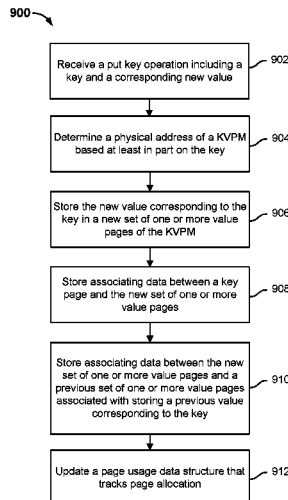 900
Receive a put key operation including a
key and a corresponding new value
902
Determine a physical address of a KVPM
based at least in part on the key
904
Store the new value corresponding to the
key in a new set of one or more value
pages of the KVPM
906
Store associating data between a key
page and the new set of one or more
value pages
908
Store associating data between the new
set of one or more value pages and a
previous set of one or more value pages
associated with storing a previous value
corresponding to the key
910
Update a page usage data structure that
tracks page allocation
912